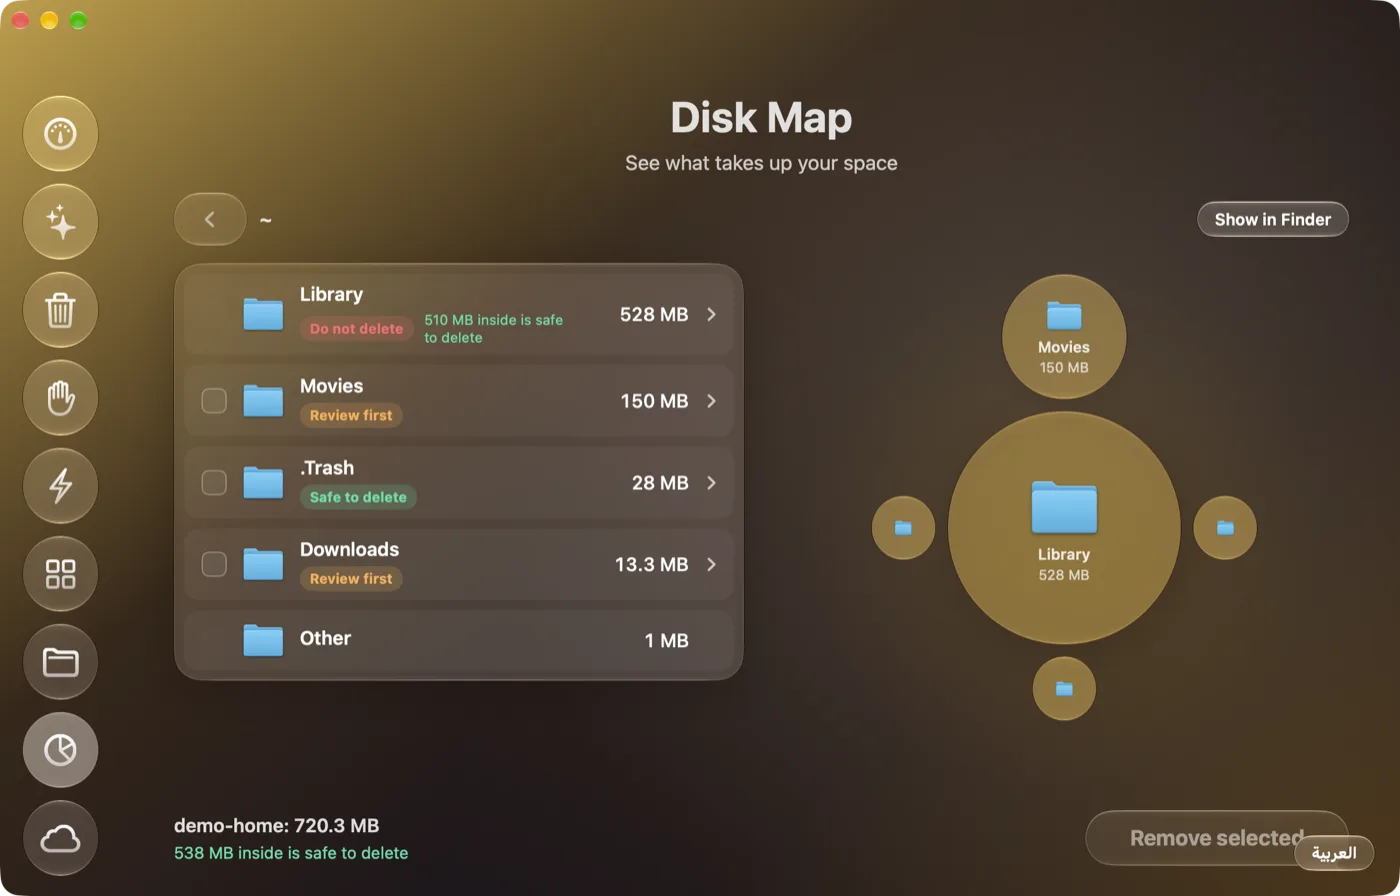 Disk Map
See what takes up your space
~
Show in Finder
Library
Do not delete
510 MB inside is safe
to delete
528 MB
Movies
Review first
150 MB
.Trash
Safe to delete
28 MB
Downloads
Review first
13.3 MB
Other
1 MB
Movies
150 MB
Library
528 MB
demo-home: 720.3 MB
538 MB inside is safe to delete
Remove selected
العربية